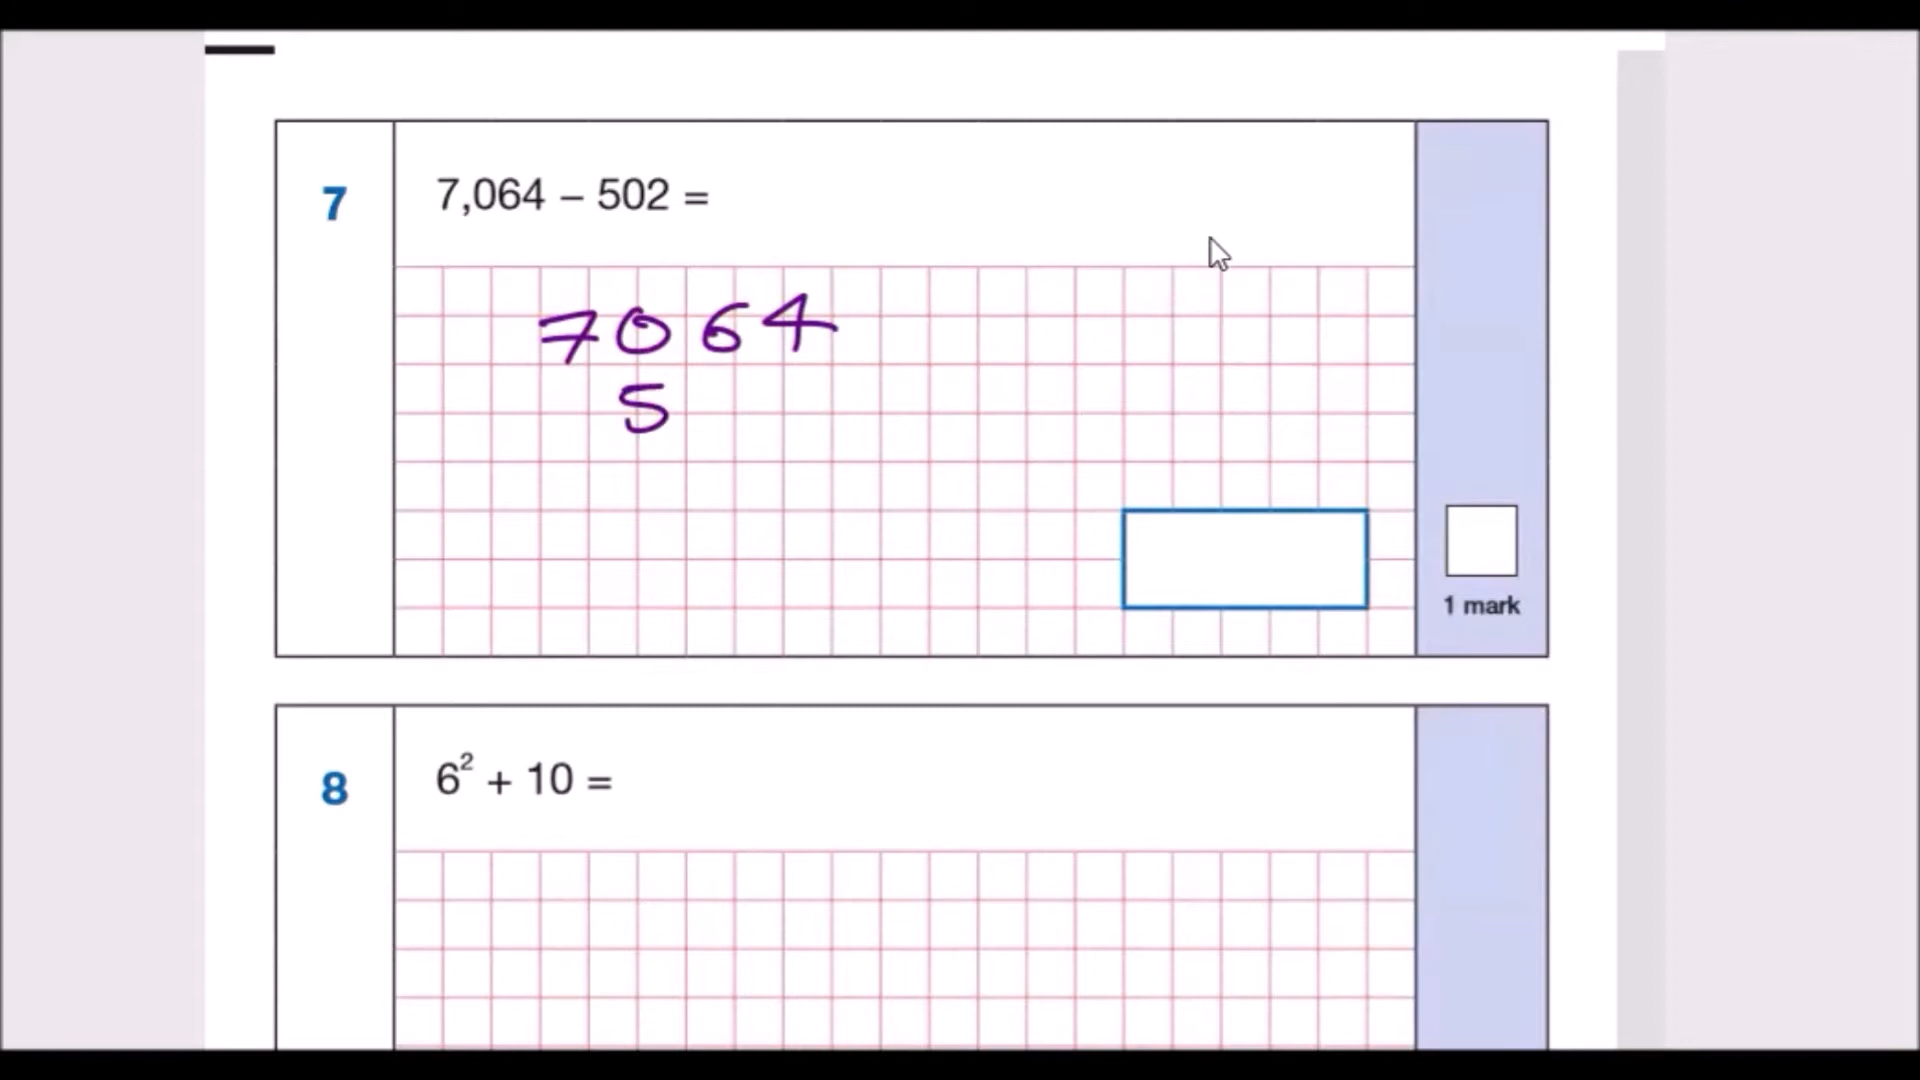 7
7,064 – 502 =
7064
5
1 mark
8
6² + 10 =